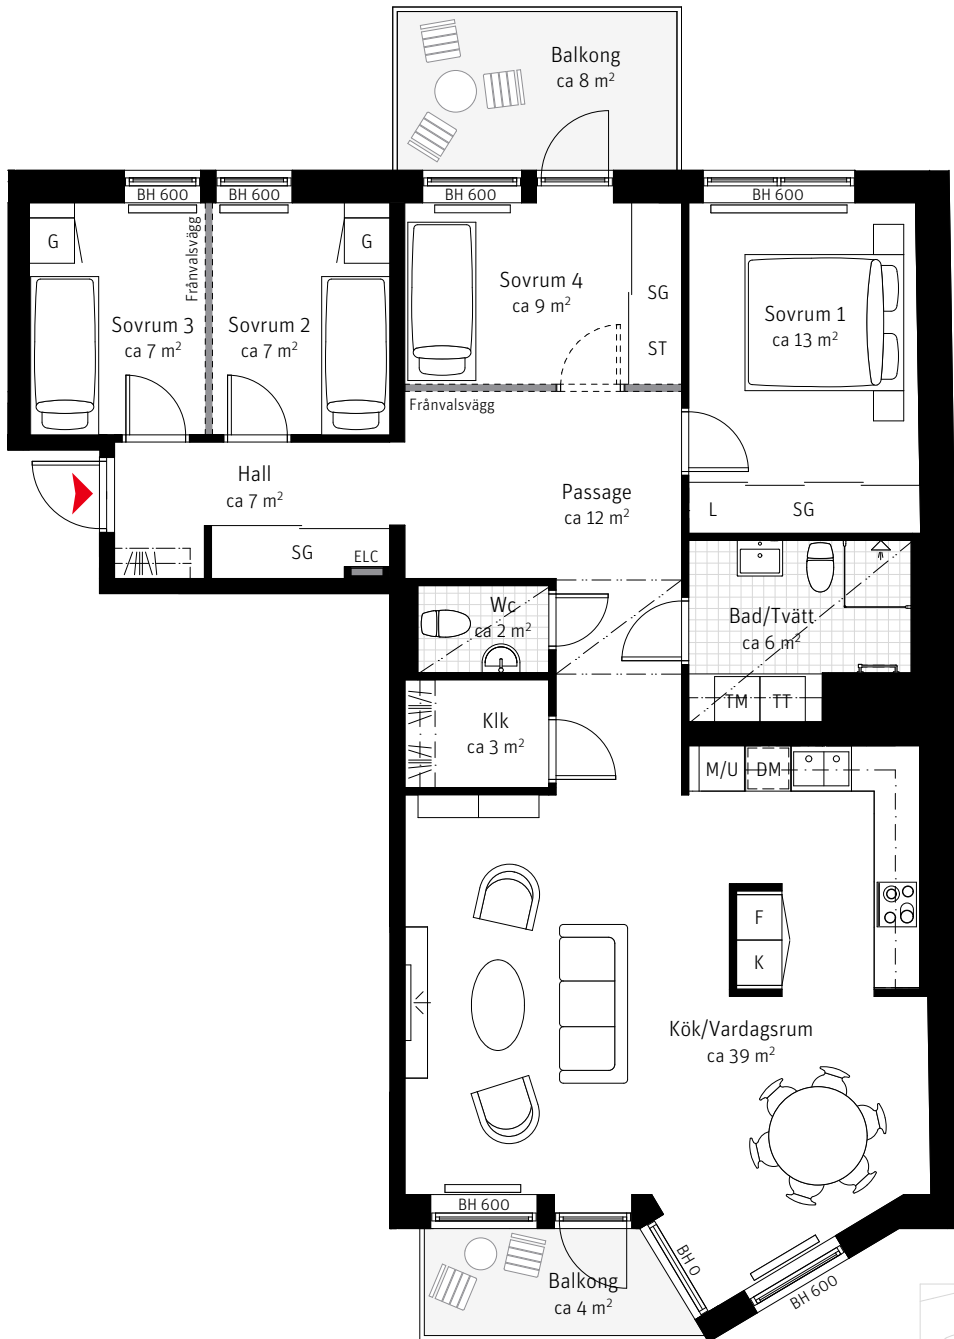 Balkong
ca 8 m²
BH 600
BH 600
BH 600
BH 600
G
Frånvalsvägg
G
Sovrum 3
ca 7 m²
Sovrum 2
ca 7 m²
Sovrum 4
ca 9 m²
SG
ST
Sovrum 1
ca 13 m²
Frånvalsvägg
Hall
ca 7 m²
Passage
ca 12 m²
L
SG
SG
ELC
Wc
ca 2 m²
Bad/Tvätt
ca 6 m²
TM
TT
Klk
ca 3 m²
M/U
DM
F
K
Kök/Vardagsrum
ca 39 m²
BH 600
BH 0
BH 600
Balkong
ca 4 m²